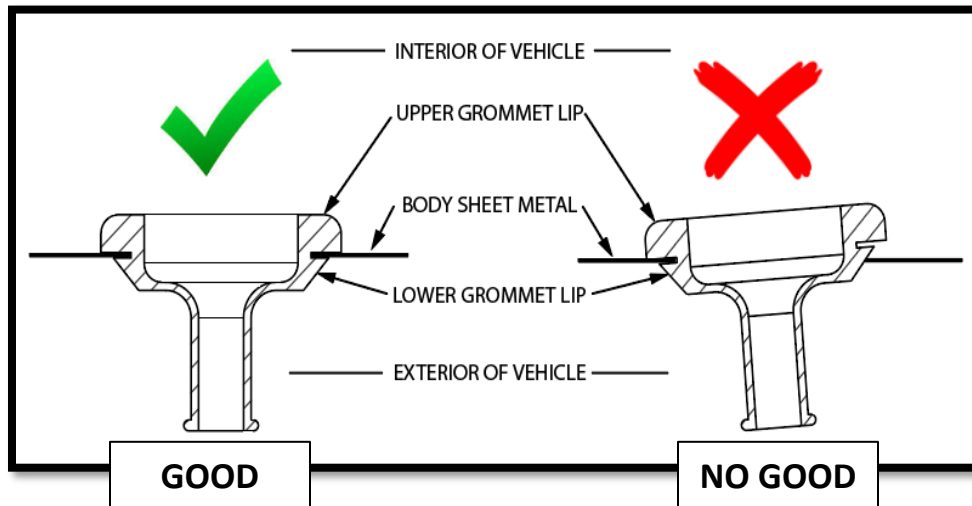 INTERIOR OF VEHICLE
UPPER GROMMET LIP
BODY SHEET METAL
LOWER GROMMET LIP
EXTERIOR OF VEHICLE
GOOD
NO GOOD